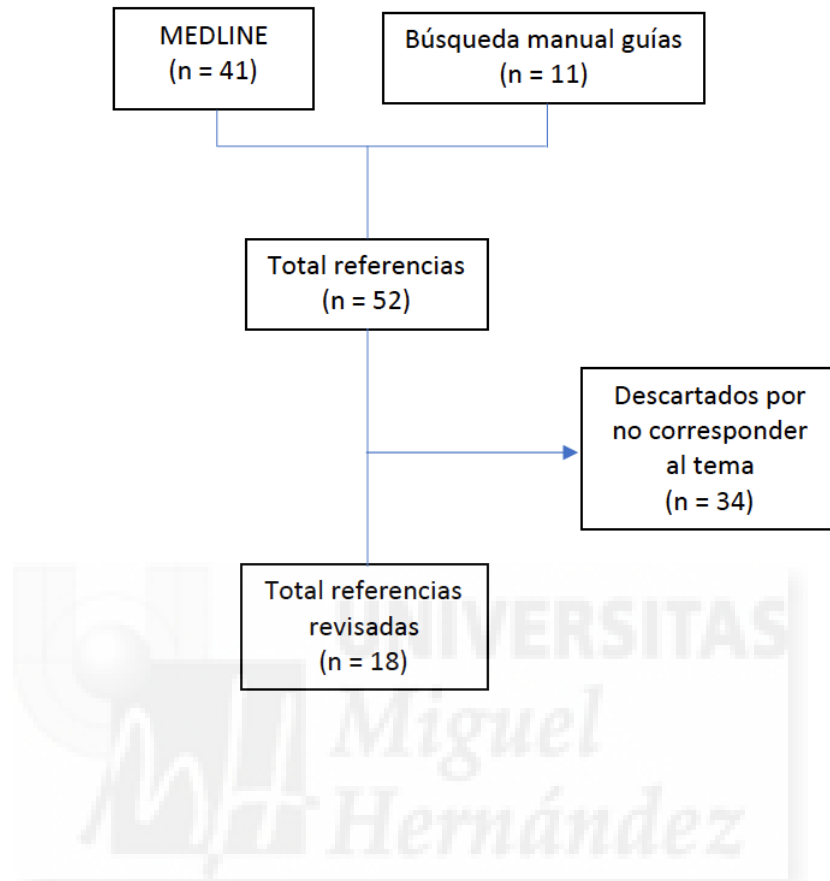 MEDLINE
(n = 41)
Búsqueda manual guías
(n = 11)
Total referencias
(n = 52)
Descartados por
no corresponder
al tema
(n = 34)
Total referencias
revisadas
(n = 18)
UNIVERSITAS
Miguel
Hernández